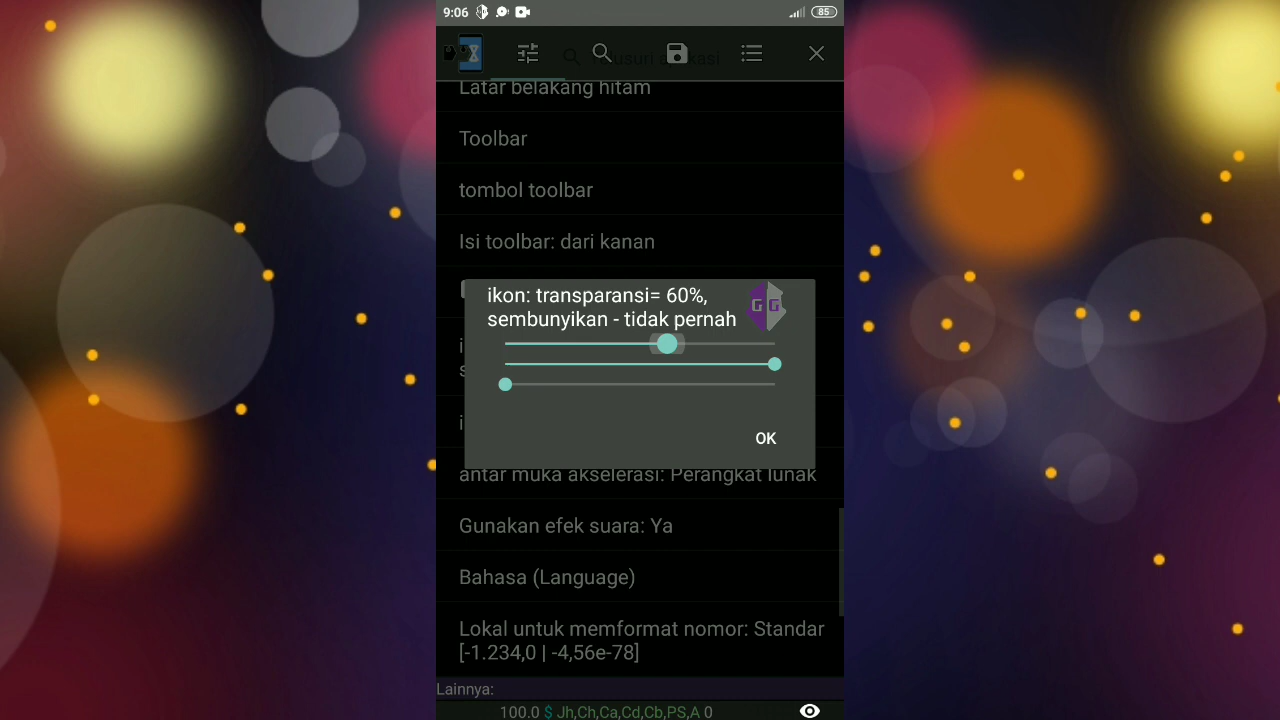 9:06
85
Latar belakang hitam
Toolbar
tombol toolbar
Isi toolbar: dari kanan
ikon: transparansi= 60%,
sembunyikan - tidak pernah
GG
OK
antar muka akselerasi: Perangkat lunak
Gunakan efek suara: Ya
Bahasa (Language)
Lokal untuk memformat nomor: Standar
[-1.234,0 | -4,56e-78]
Lainnya:
100.0 $ Jh,Ch,Ca,Cd,Cb,PS,A 0